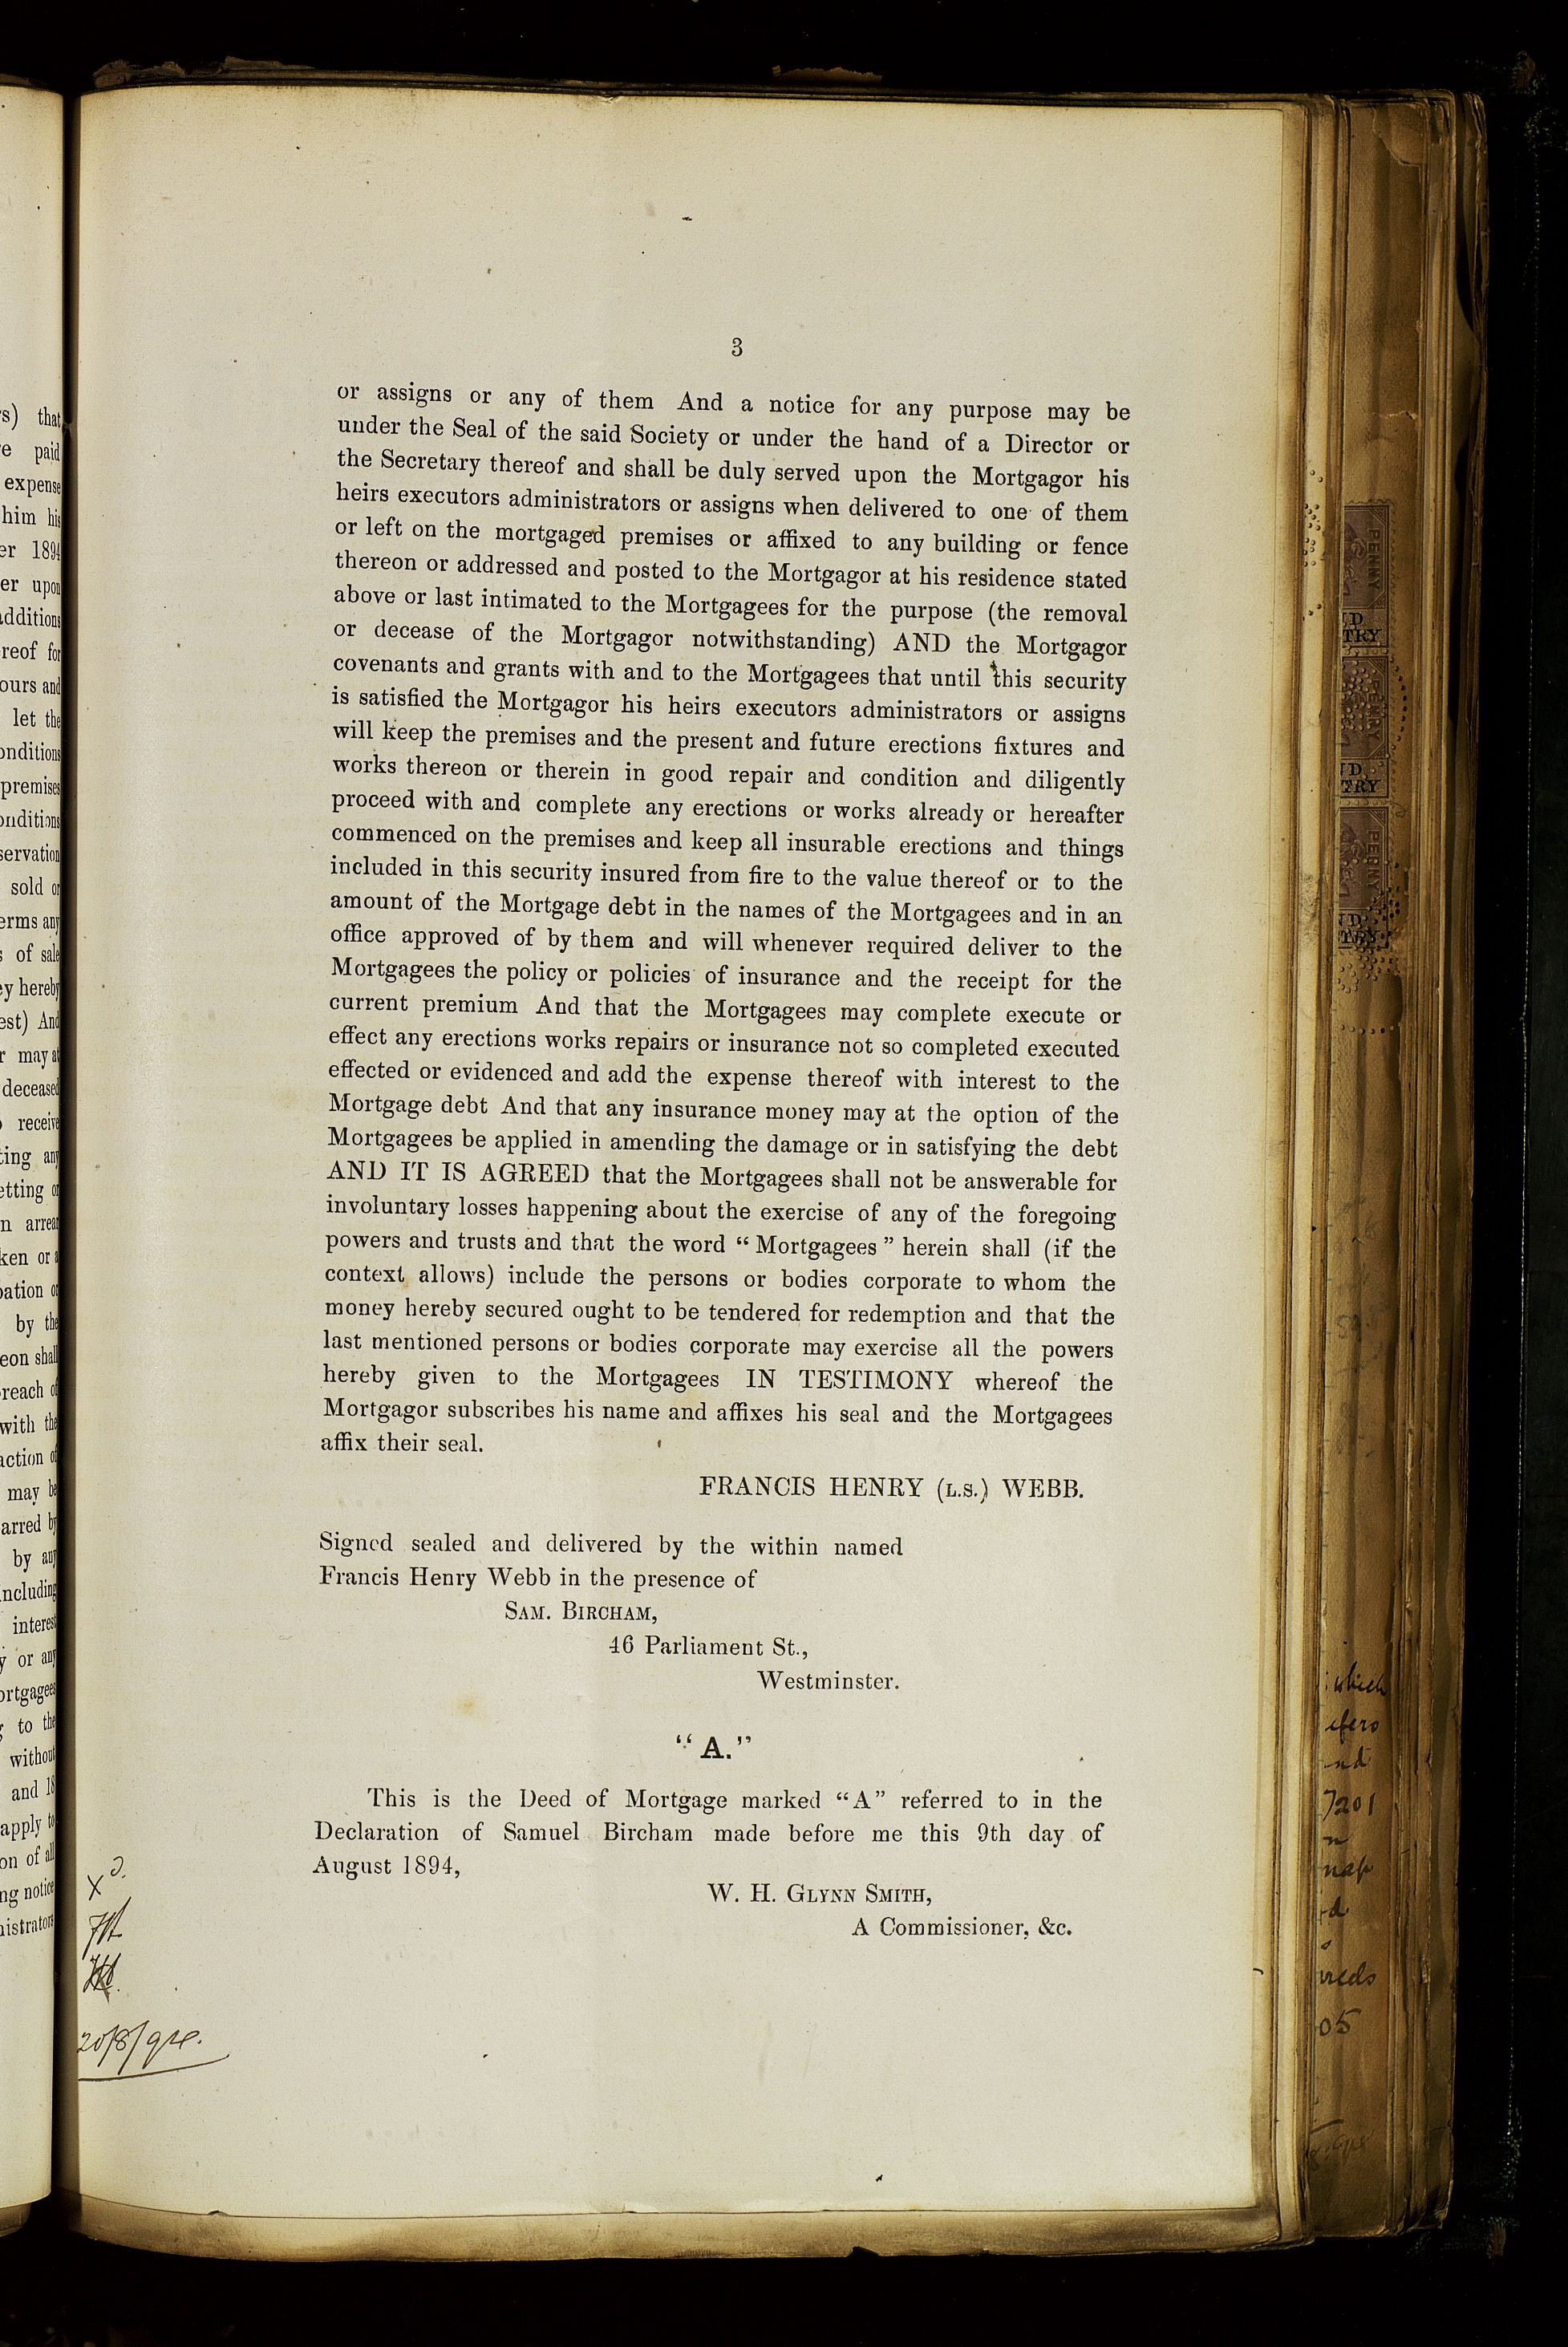 3
or assigns or any of them And a notice for any purpose may be
under the Seal of the said Society or under the hand of a Director or
the Secretary thereof and shall be duly served upon the Mortgagor his
heirs executors administrators or assigns when delivered to one of them
or left on the mortgaged premises or affixed to any building or fence
thereon or addressed and posted to the Mortgagor at his residence stated
above or last intimated to the Mortgagees for the purpose (the removal
or decease of the Mortgagor notwithstanding) AND the Mortgagor
covenants and grants with and to the Mortgagees that until this security
is satisfied the Mortgagor his heirs executors administrators or assigns
will keep the premises and the present and future erections fixtures and
works thereon or therein in good repair and condition and diligently
proceed with and complete any erections or works already or hereafter
commenced on the premises and keep all insurable erections and things
included in this security insured from fire to the value thereof or to the
amount of the Mortgage debt in the names of the Mortgagees and in an
office approved of by them and will whenever required deliver to the
Mortgagees the policy or policies of insurance and the receipt for the
current premium And that the Mortgagees may complete execute or
effect any erections works repairs or insurance not so completed executed
effected or evidenced and add the expense thereof with interest to the
Mortgage debt And that any insurance money may at the option of the
Mortgagees be applied in amending the damage or in satisfying the debt
AND IT IS AGREED that the Mortgagees shall not be answerable for
involuntary losses happening about the exercise of any of the foregoing
powers and trusts and that the word “ Mortgagees ” herein shall (if the
context allows) include the persons or bodies corporate to whom the
money hereby secured ought to be tendered for redemption and that the
last mentioned persons or bodies corporate may exercise all the powers
hereby given to the Mortgagees IN TESTIMONY whereof the
Mortgagor subscribes his name and affixes his seal and the Mortgagees
affix their seal.
FRANCIS HENRY (L.S.) WEBB.
Signed sealed and delivered by the within named
Francis Henry Webb in the presence of
SAM. BIRCHAM,
46 Parliament St.,
Westminster.
“A.”
This is the Deed of Mortgage marked “A” referred to in the
Declaration of Samuel Bircham made before me this 9th day of
August 1894,
W. H. GLYNN SMITH,
A Commissioner, &c.